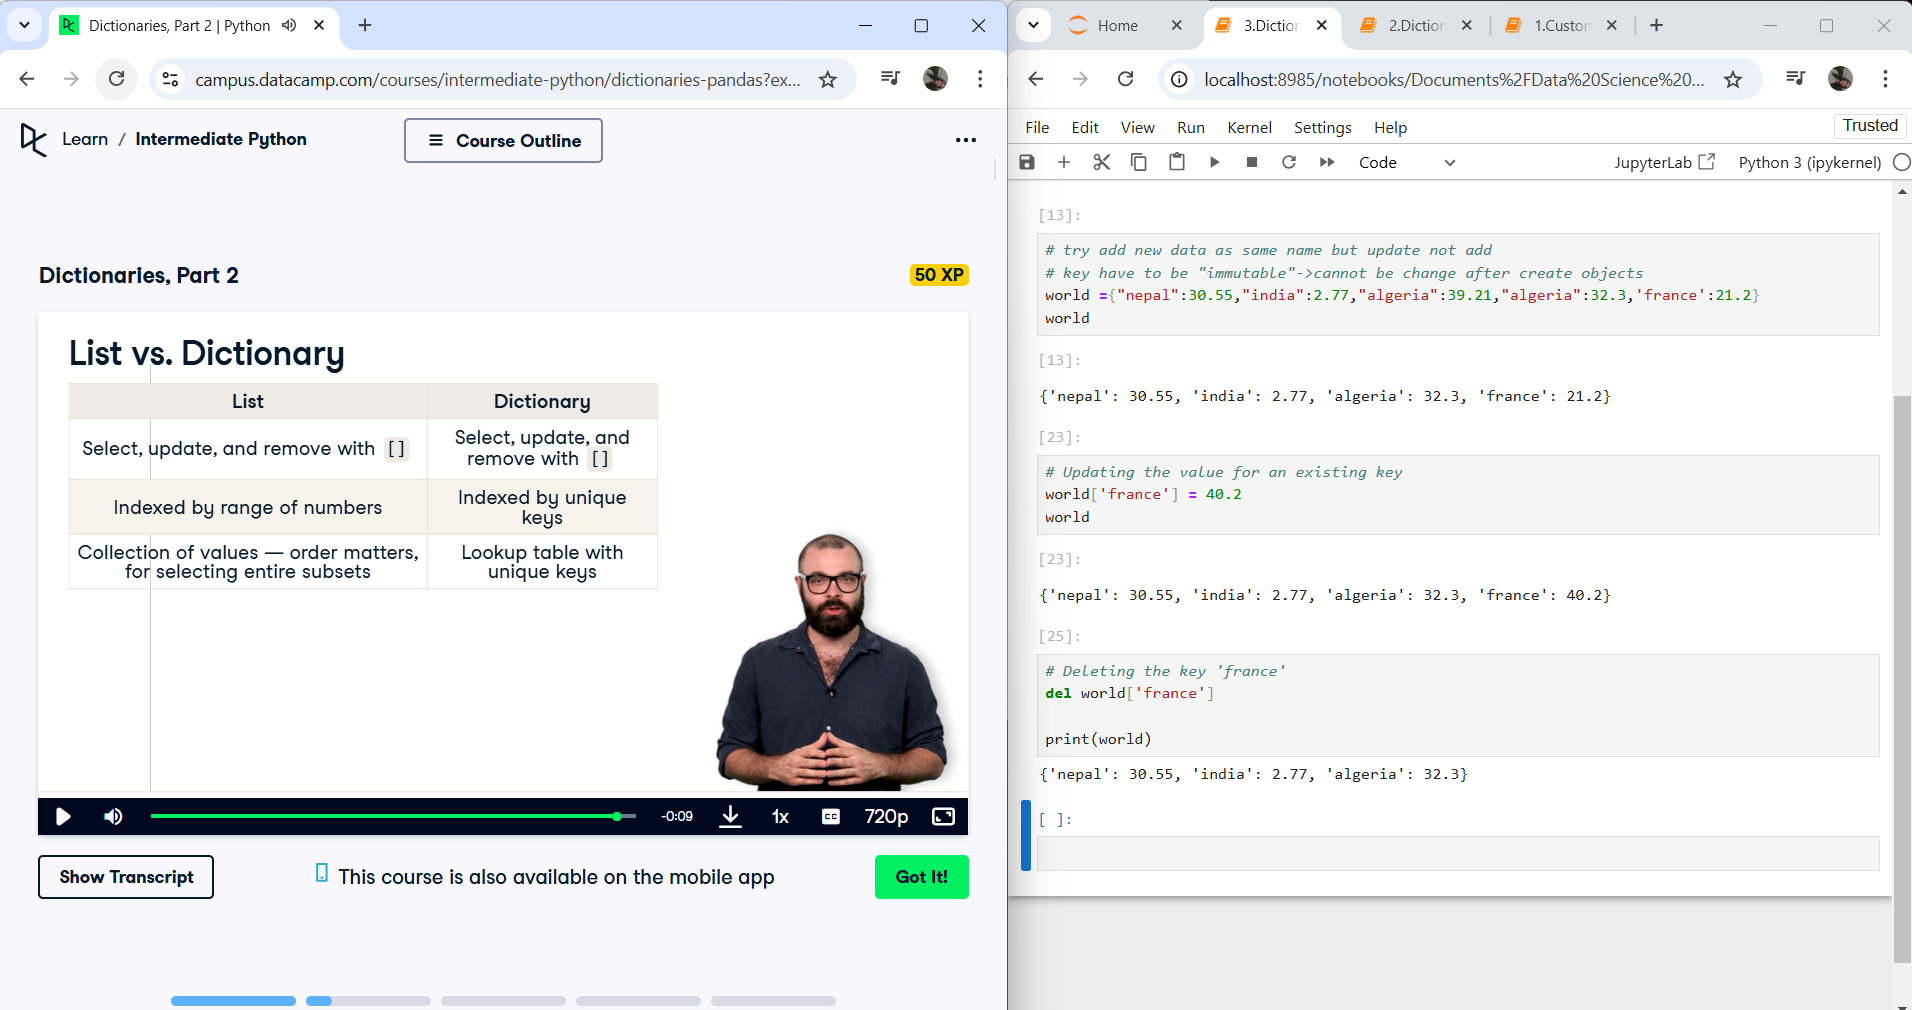 Dictionaries, Part 2 | Python
campus.datacamp.com/courses/intermediate-python/dictionaries-pandas?ex...
Learn / Intermediate Python
Course Outline
Dictionaries, Part 2
50 XP
List vs. Dictionary
List
Dictionary
Select, update, and remove with []
Select, update, and
remove with []
Indexed by range of numbers
Indexed by unique
keys
Collection of values — order matters,
for selecting entire subsets
Lookup table with
unique keys
-0:09
1x
CC
720p
Show Transcript
This course is also available on the mobile app
Got It!
Home
3.Diction
2.Diction
1.Custom
localhost:8985/notebooks/Documents%2FData%20Science%20...
File Edit View Run Kernel Settings Help
Trusted
Code
JupyterLab
Python 3 (ipykernel)
[13]:
# try add new data as same name but update not add
# key have to be "immutable"->cannot be change after create objects
world ={"nepal":30.55,"india":2.77,"algeria":39.21,"algeria":32.3,'france':21.2}
world
[13]:
{'nepal': 30.55, 'india': 2.77, 'algeria': 32.3, 'france': 21.2}
[23]:
# Updating the value for an existing key
world['france'] = 40.2
world
[23]:
{'nepal': 30.55, 'india': 2.77, 'algeria': 32.3, 'france': 40.2}
[25]:
# Deleting the key 'france'
del world['france']
print(world)
{'nepal': 30.55, 'india': 2.77, 'algeria': 32.3}
[ ]: